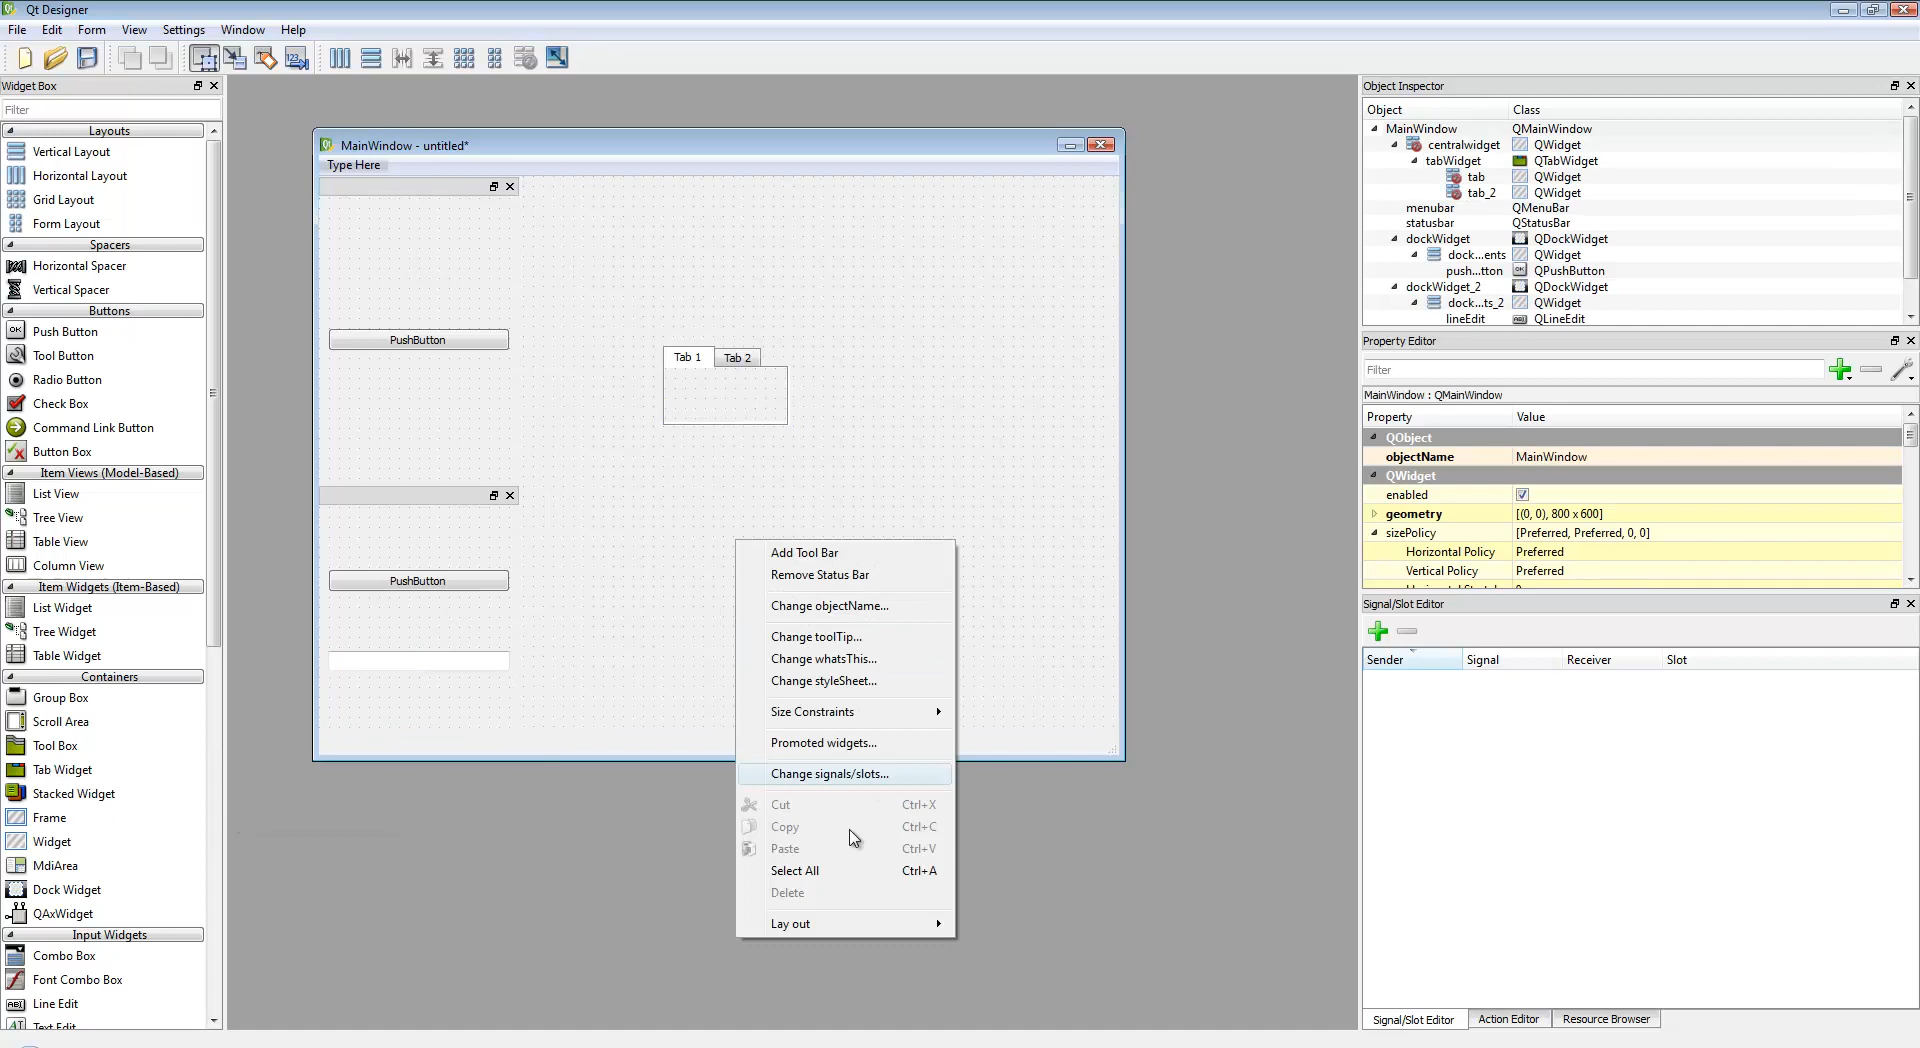 Qt Designer
File Edit Form View Settings Window Help
Widget Box
Filter
Layouts
Vertical Layout
Horizontal Layout
Grid Layout
Form Layout
Spacers
Horizontal Spacer
Vertical Spacer
Buttons
Push Button
Tool Button
Radio Button
Check Box
Command Link Button
Button Box
Item Views (Model-Based)
List View
Tree View
Table View
Column View
Item Widgets (Item-Based)
List Widget
Tree Widget
Table Widget
Containers
Group Box
Scroll Area
Tool Box
Tab Widget
Stacked Widget
Frame
Widget
MdiArea
Dock Widget
QAxWidget
Input Widgets
Combo Box
Font Combo Box
Line Edit
Text Edit
MainWindow - untitled*
Type Here
PushButton
Tab 1 Tab 2
PushButton
Add Tool Bar
Remove Status Bar
Change objectName...
Change toolTip...
Change whatsThis...
Change styleSheet...
Size Constraints
Promoted widgets...
Change signals/slots...
Cut Ctrl+X
Copy Ctrl+C
Paste Ctrl+V
Select All Ctrl+A
Delete
Lay out
Object Inspector
Object Class
MainWindow QMainWindow
centralwidget QWidget
tabWidget QTabWidget
tab QWidget
tab_2 QWidget
menubar QMenuBar
statusbar QStatusBar
dockWidget QDockWidget
dock...ents QWidget
push...tton QPushButton
dockWidget_2 QDockWidget
dock...ts_2 QWidget
lineEdit QLineEdit
Property Editor
Filter
MainWindow : QMainWindow
Property Value
QObject
objectName MainWindow
QWidget
enabled
geometry [(0, 0), 800 x 600]
sizePolicy [Preferred, Preferred, 0, 0]
Horizontal Policy Preferred
Vertical Policy Preferred
Signal/Slot Editor
Sender Signal Receiver Slot
Signal/Slot Editor Action Editor Resource Browser